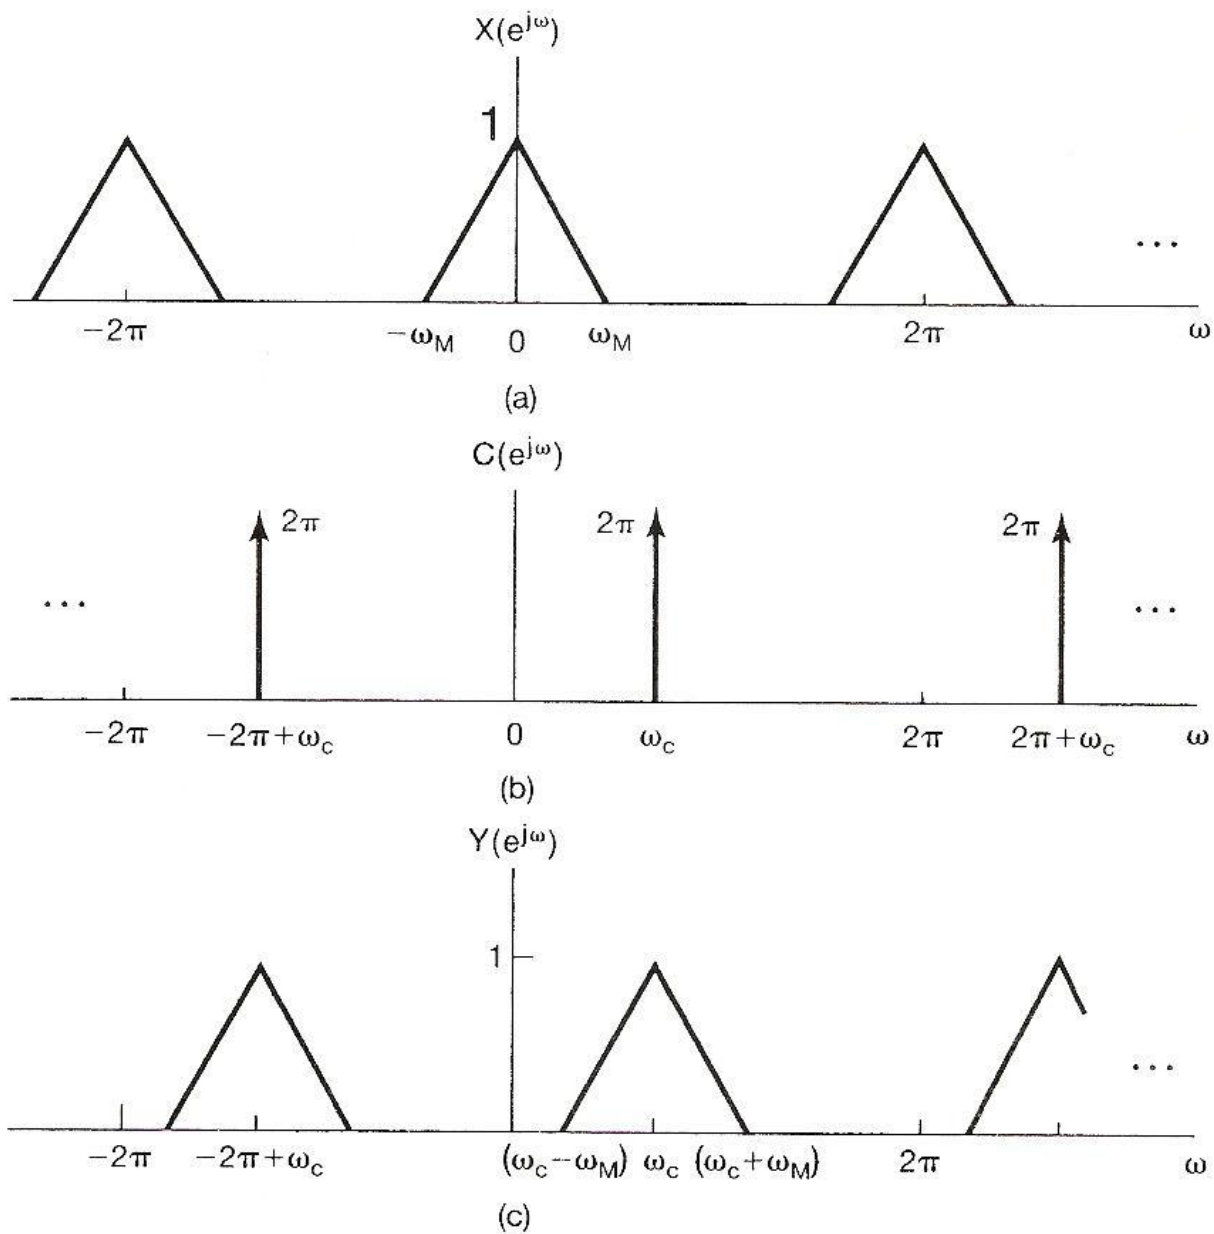 X(e^{jω})
1
...
−2π −ω_M 0 ω_M 2π ω
(a)
C(e^{jω})
2π 2π 2π
... ...
−2π −2π+ω_c 0 ω_c 2π 2π+ω_c ω
(b)
Y(e^{jω})
1
...
−2π −2π+ω_c (ω_c−ω_M) ω_c (ω_c+ω_M) 2π ω
(c)